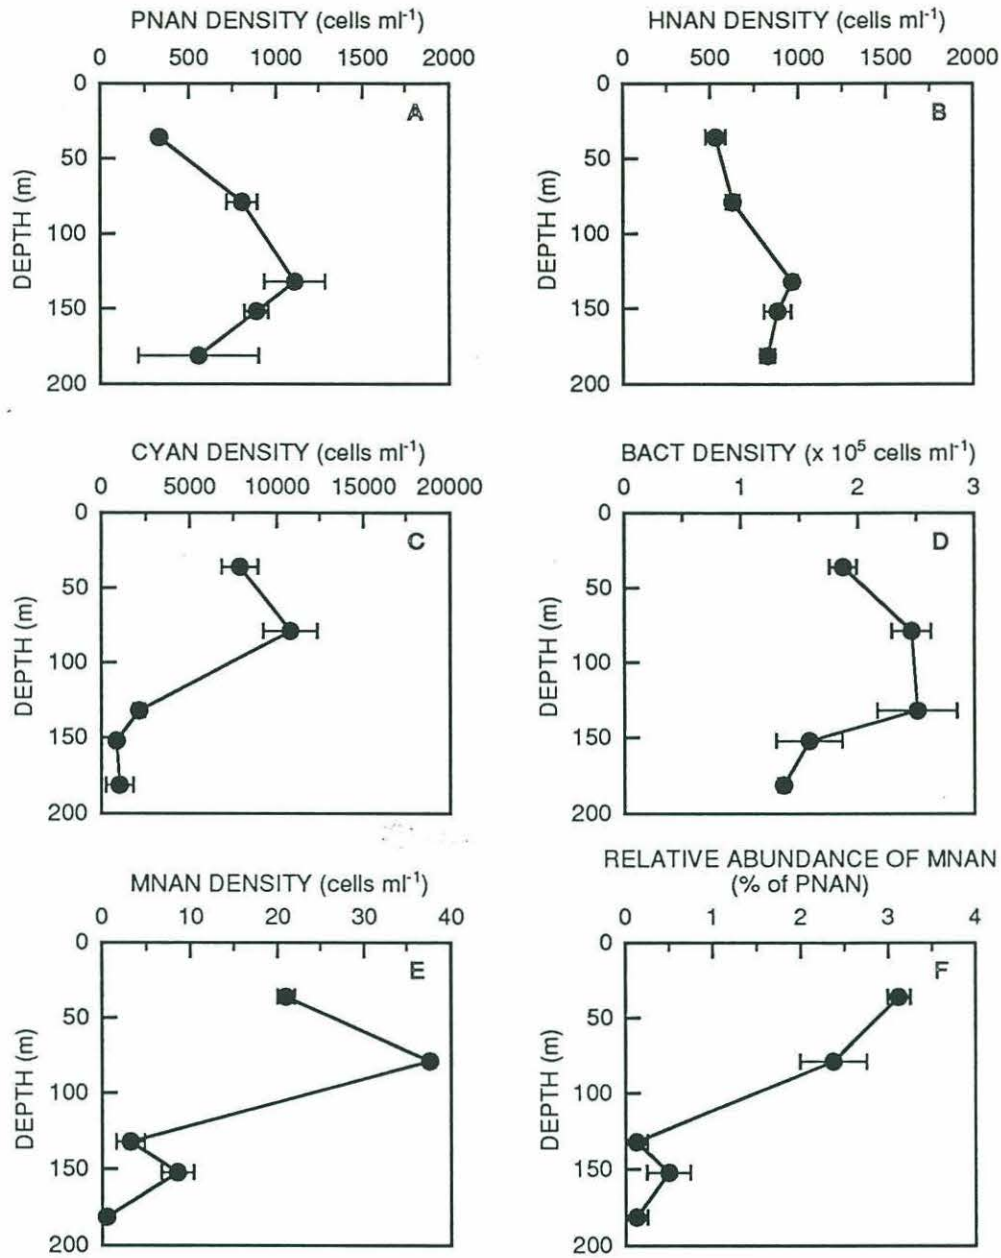 PNAN DENSITY (cells ml⁻¹)
0 500 1000 1500 2000
0
50
100
150
200
DEPTH (m)
A
HNAN DENSITY (cells ml⁻¹)
0 500 1000 1500 2000
0
50
100
150
200
DEPTH (m)
B
CYAN DENSITY (cells ml⁻¹)
0 5000 10000 15000 20000
0
50
100
150
200
DEPTH (m)
C
BACT DENSITY (x 10⁵ cells ml⁻¹)
0 1 2 3
0
50
100
150
200
DEPTH (m)
D
MNAN DENSITY (cells ml⁻¹)
0 10 20 30 40
0
50
100
150
200
DEPTH (m)
E
RELATIVE ABUNDANCE OF MNAN
(% of PNAN)
0 1 2 3 4
0
50
100
150
200
DEPTH (m)
F